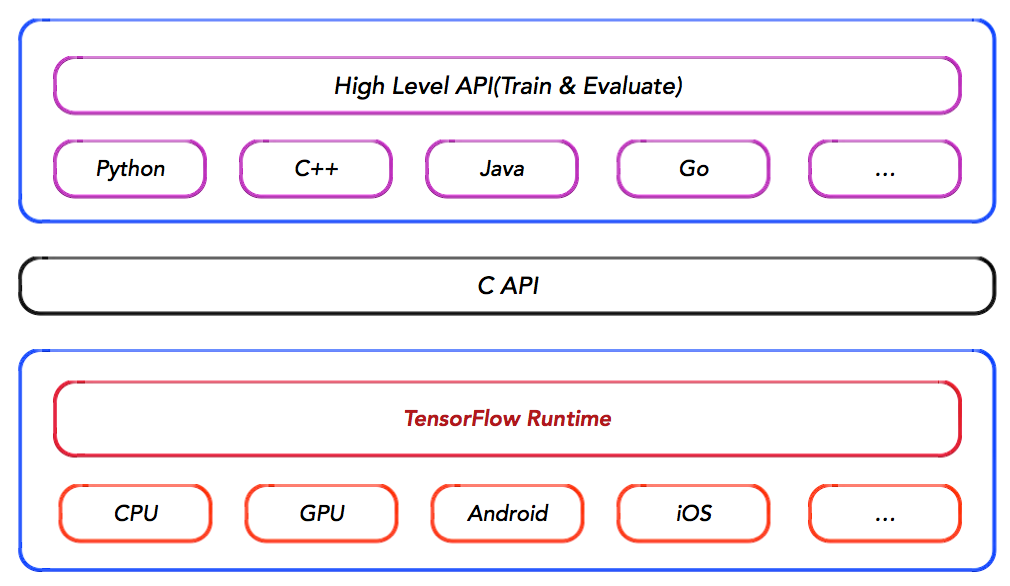 High Level API(Train & Evaluate)
Python
C++
Java
Go
...
C API
TensorFlow Runtime
CPU
GPU
Android
iOS
...